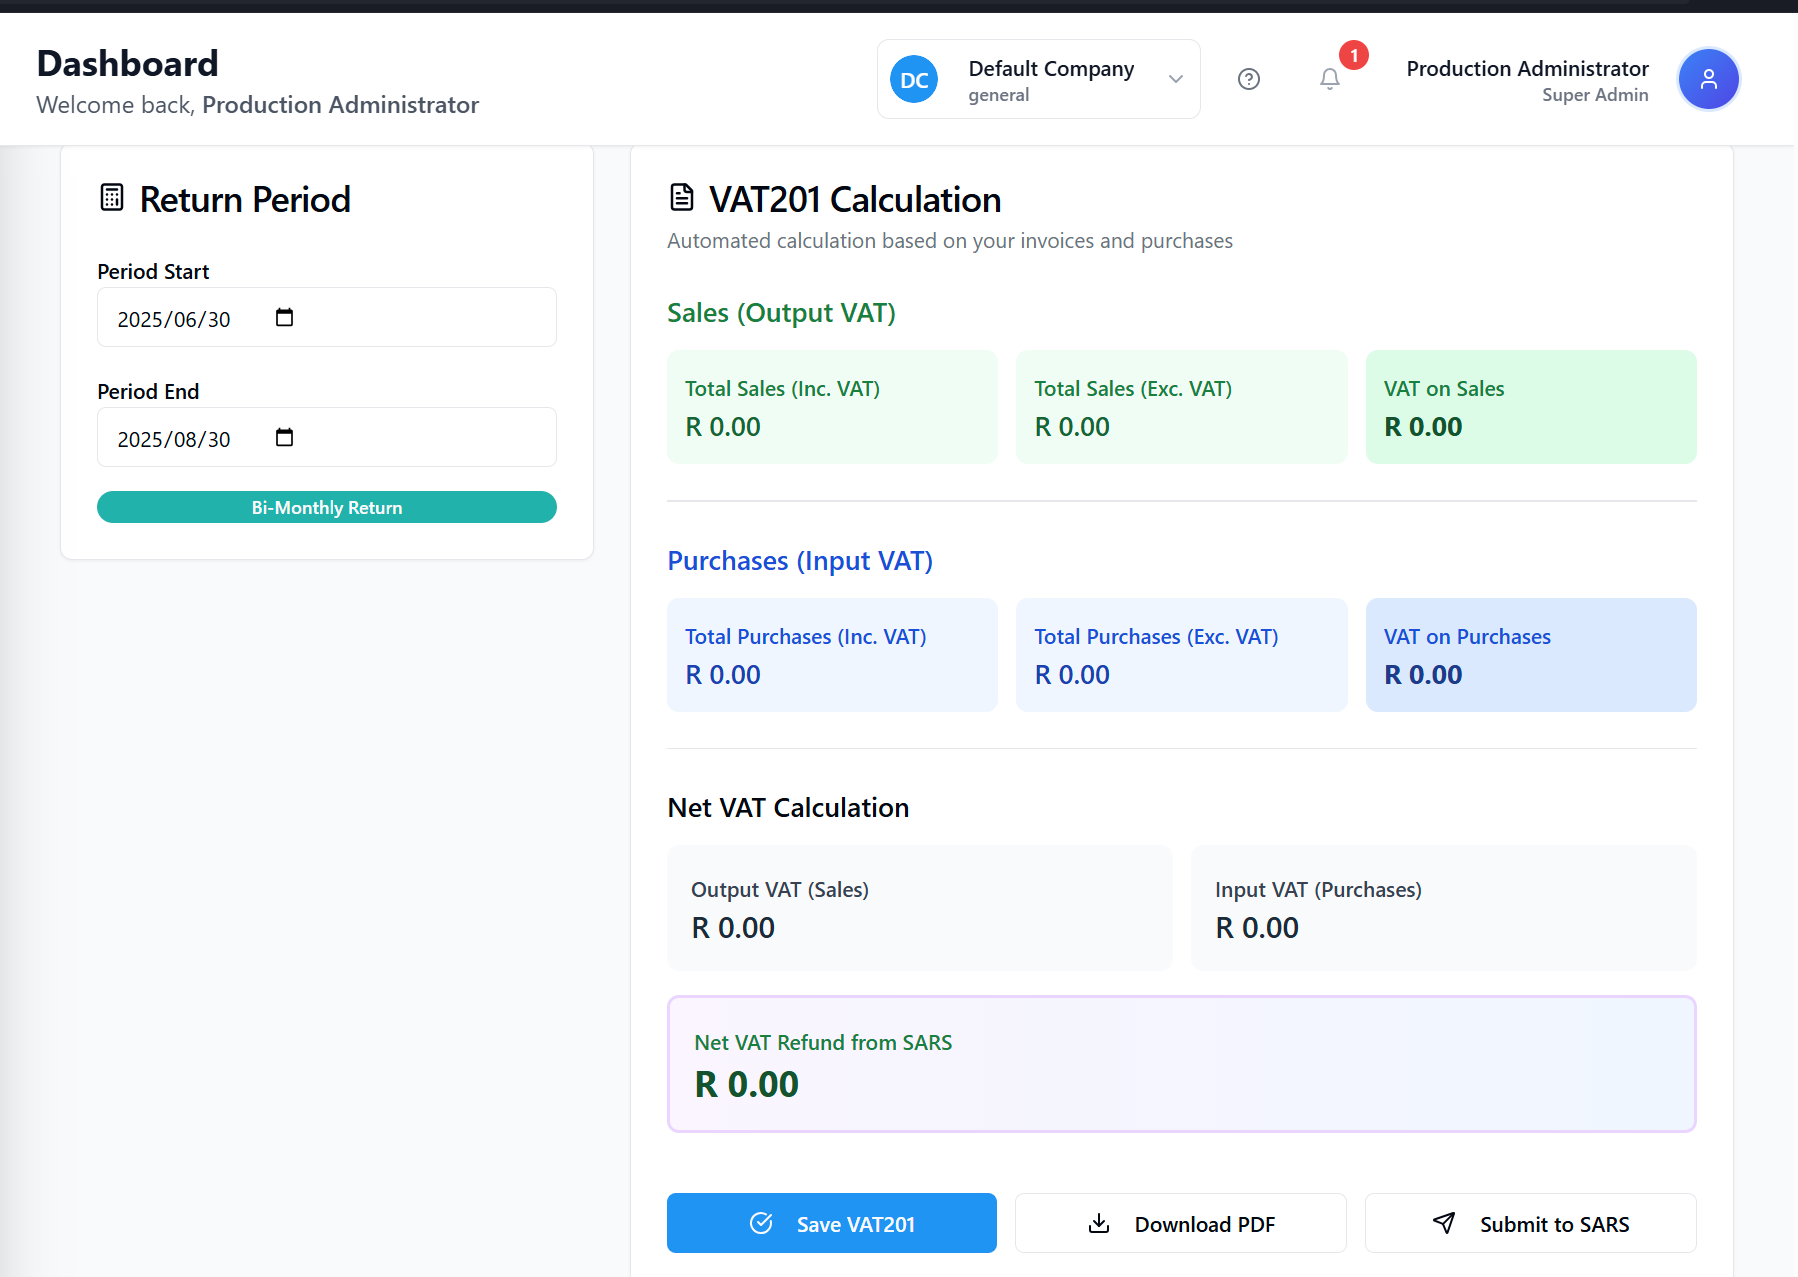 Dashboard
Welcome back, Production Administrator
DC
Default Company
general
1
Production Administrator
Super Admin
Return Period
Period Start
2025/06/30
Period End
2025/08/30
Bi-Monthly Return
VAT201 Calculation
Automated calculation based on your invoices and purchases
Sales (Output VAT)
Total Sales (Inc. VAT)
R 0.00
Total Sales (Exc. VAT)
R 0.00
VAT on Sales
R 0.00
Purchases (Input VAT)
Total Purchases (Inc. VAT)
R 0.00
Total Purchases (Exc. VAT)
R 0.00
VAT on Purchases
R 0.00
Net VAT Calculation
Output VAT (Sales)
R 0.00
Input VAT (Purchases)
R 0.00
Net VAT Refund from SARS
R 0.00
Save VAT201
Download PDF
Submit to SARS